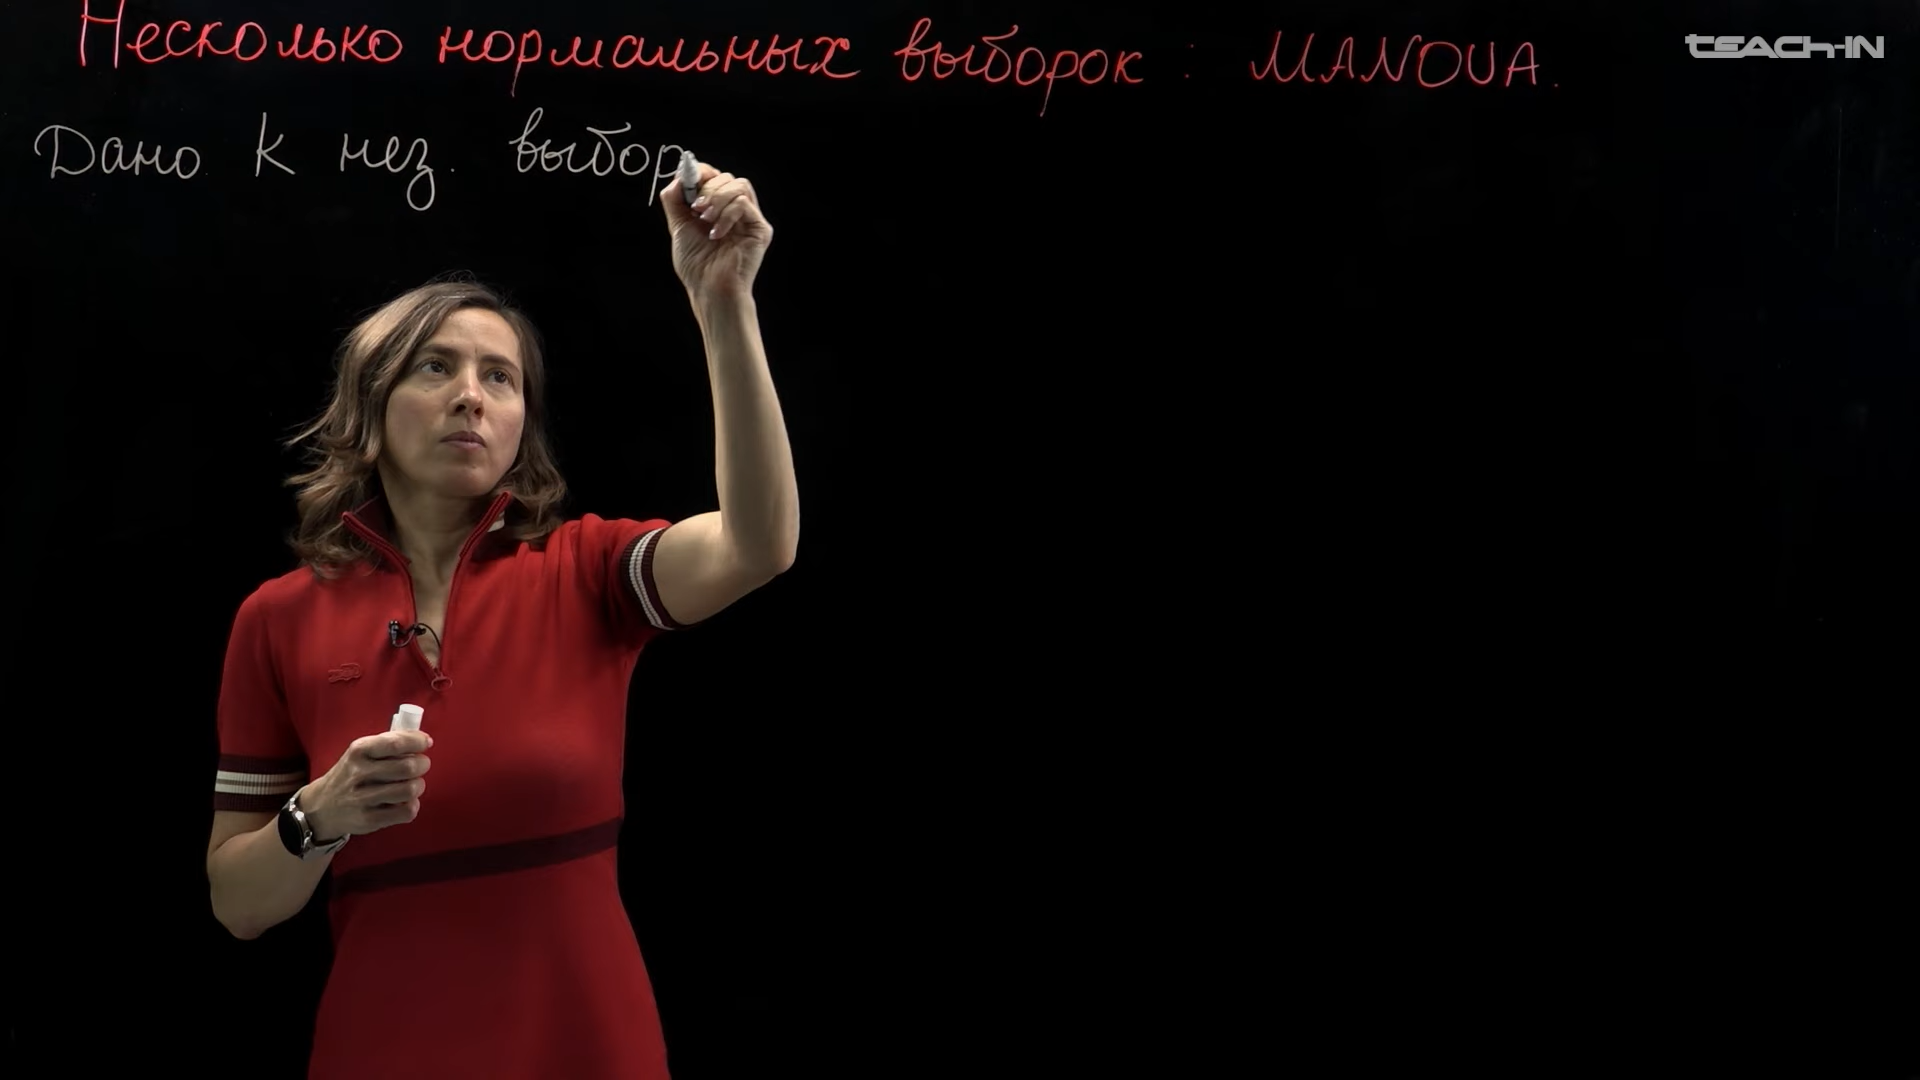 Несколько нормальных выборок : MANOVA.
TEACH-IN
Дано K нез. выбор